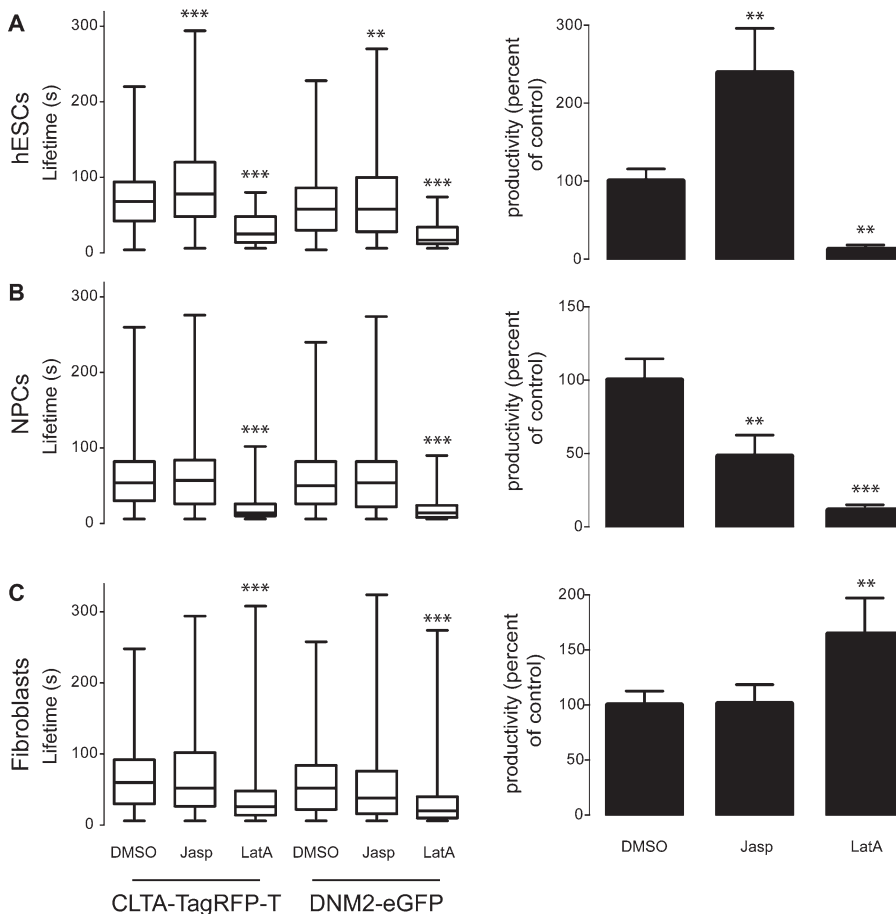 A
hESCs
Lifetime (s)
300
200
100
0
***
**
***
***
productivity (percent
of control)
300
200
100
0
**
**
B
NPCs
Lifetime (s)
300
200
100
0
***
***
productivity (percent
of control)
150
100
50
0
**
***
C
Fibroblasts
Lifetime (s)
300
200
100
0
***
***
DMSO Jasp LatA DMSO Jasp LatA
CLTA-TagRFP-T DNM2-eGFP
productivity (percent
of control)
200
150
100
50
0
**
DMSO Jasp LatA